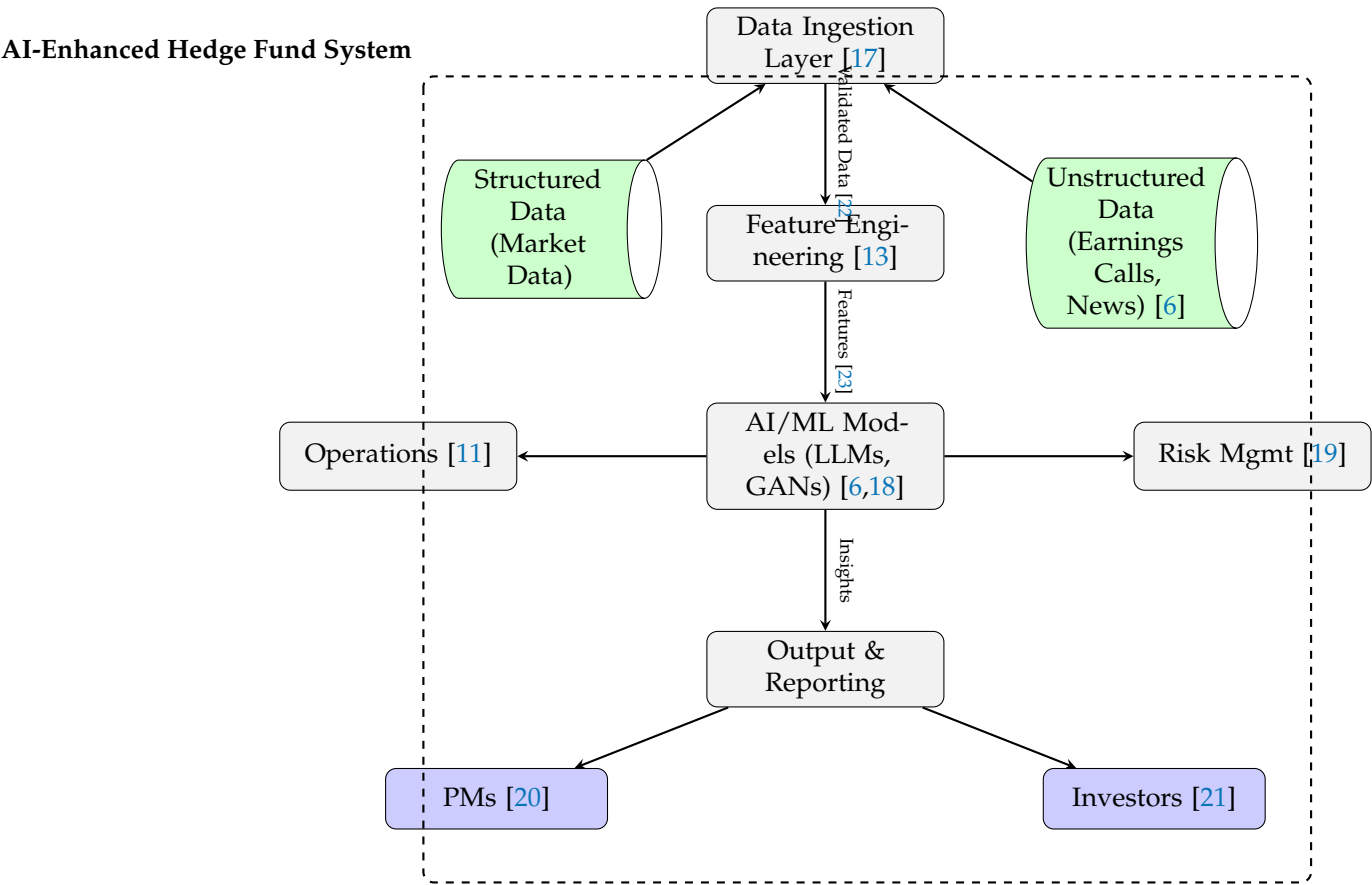 AI-Enhanced Hedge Fund System
Data Ingestion
Layer [17]
Validated Data [22]
Structured
Data
(Market
Data)
Unstructured
Data
(Earnings
Calls,
News) [6]
Feature Engi-
neering [13]
Features [23]
Operations [11]
AI/ML Mod-
els (LLMs,
GANs) [6,18]
Risk Mgmt [19]
Insights
Output &
Reporting
PMs [20]
Investors [21]